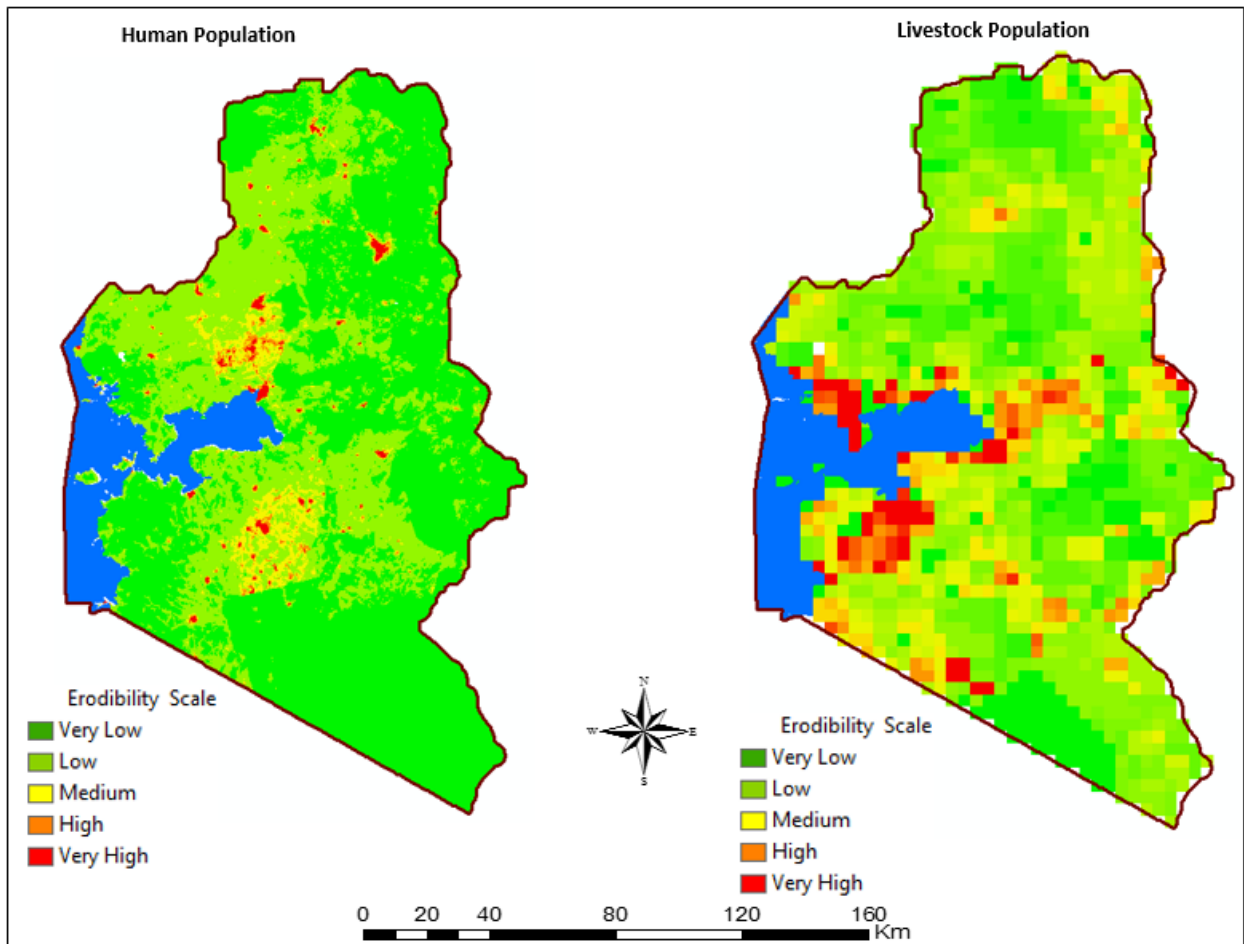 Human Population
Livestock Population
Erodibility Scale
Very Low
Low
Medium
High
Very High
N
W
E
S
Erodibility Scale
Very Low
Low
Medium
High
Very High
0 20 40 80 120 160
Km